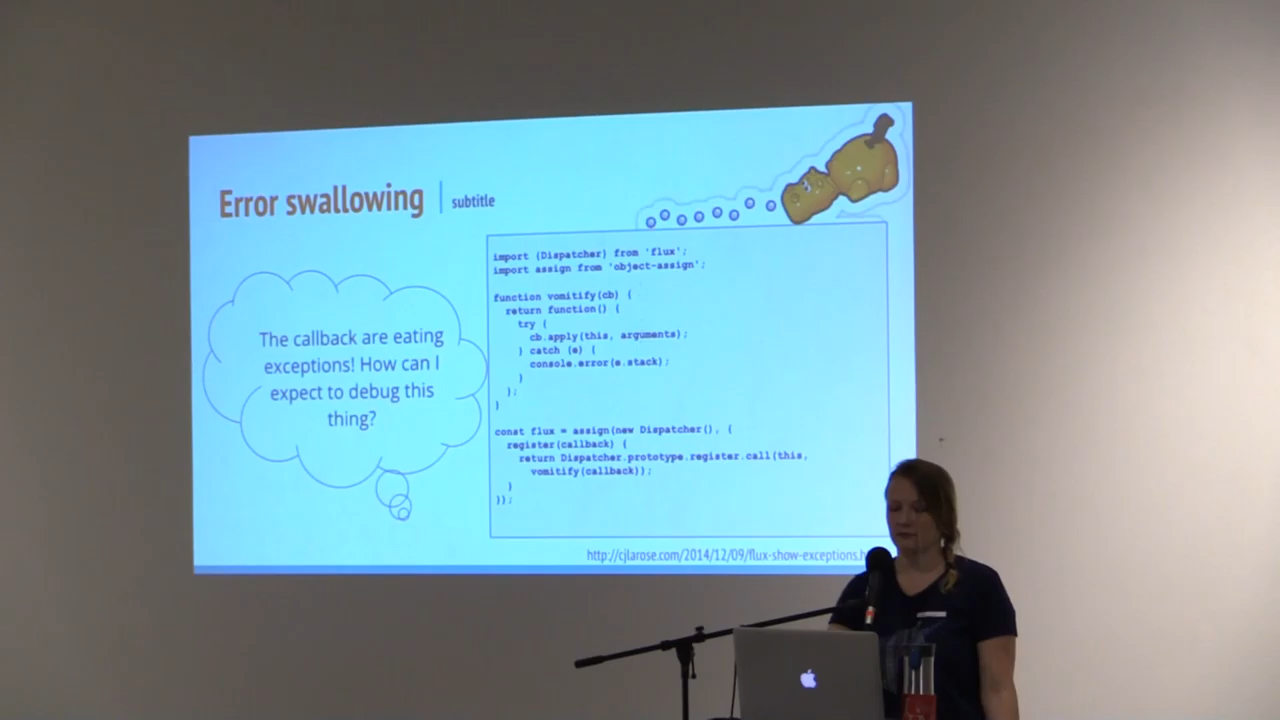 Error swallowing
subtitle
The callback are eating
exceptions! How can I
expect to debug this
thing?
import {Dispatcher} from 'flux';
import assign from 'object-assign';
function vomitify(cb) {
return function() {
try {
cb.apply(this, arguments);
} catch (e) {
console.error(e.stack);
}
};
}
const flux = assign(new Dispatcher(), {
register(callback) {
return Dispatcher.prototype.register.call(this,
vomitify(callback));
}
});
http://cjlarose.com/2014/12/09/flux-show-exceptions.h